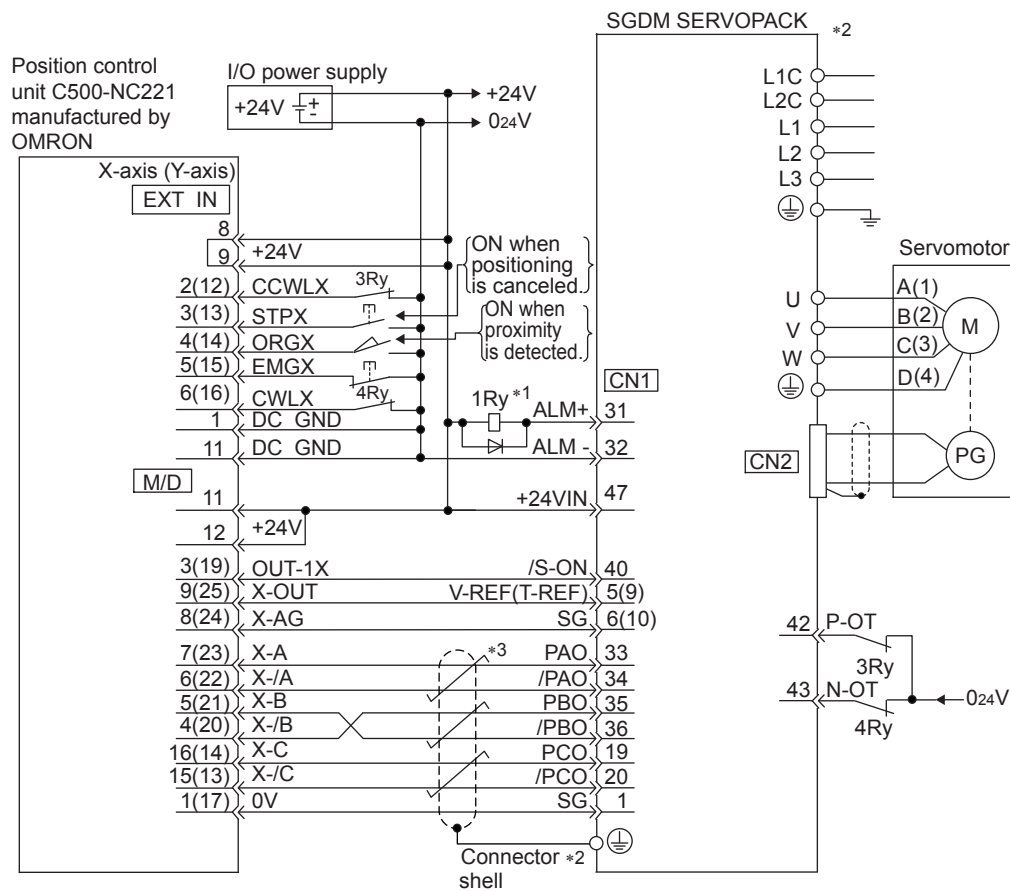 SGDM SERVOPACK *2
Position control
unit C500-NC221
manufactured by
OMRON
I/O power supply
+24V + -
+24V
024V
X-axis (Y-axis)
EXT IN
8
9 +24V
2(12) CCWLX 3Ry
3(13) STPX
4(14) ORGX
5(15) EMGX
6(16) CWLX 4Ry
1 DC GND
11 DC GND
ON when
positioning
is canceled.
ON when
proximity
is detected.
CN1
1Ry *1 ALM+ 31
ALM - 32
M/D
11 +24VIN 47
12 +24V
3(19) OUT-1X /S-ON 40
9(25) X-OUT V-REF(T-REF) 5(9)
8(24) X-AG SG 6(10)
7(23) X-A *3 PAO 33
6(22) X-/A /PAO 34
5(21) X-B PBO 35
4(20) X-/B /PBO 36
16(14) X-C PCO 19
15(13) X-/C /PCO 20
1(17) 0V SG 1
Connector *2
shell
L1C
L2C
L1
L2
L3
Servomotor
U A(1)
V B(2)
W C(3)
D(4)
M
CN2
PG
42 P-OT
3Ry
43 N-OT
4Ry
024V